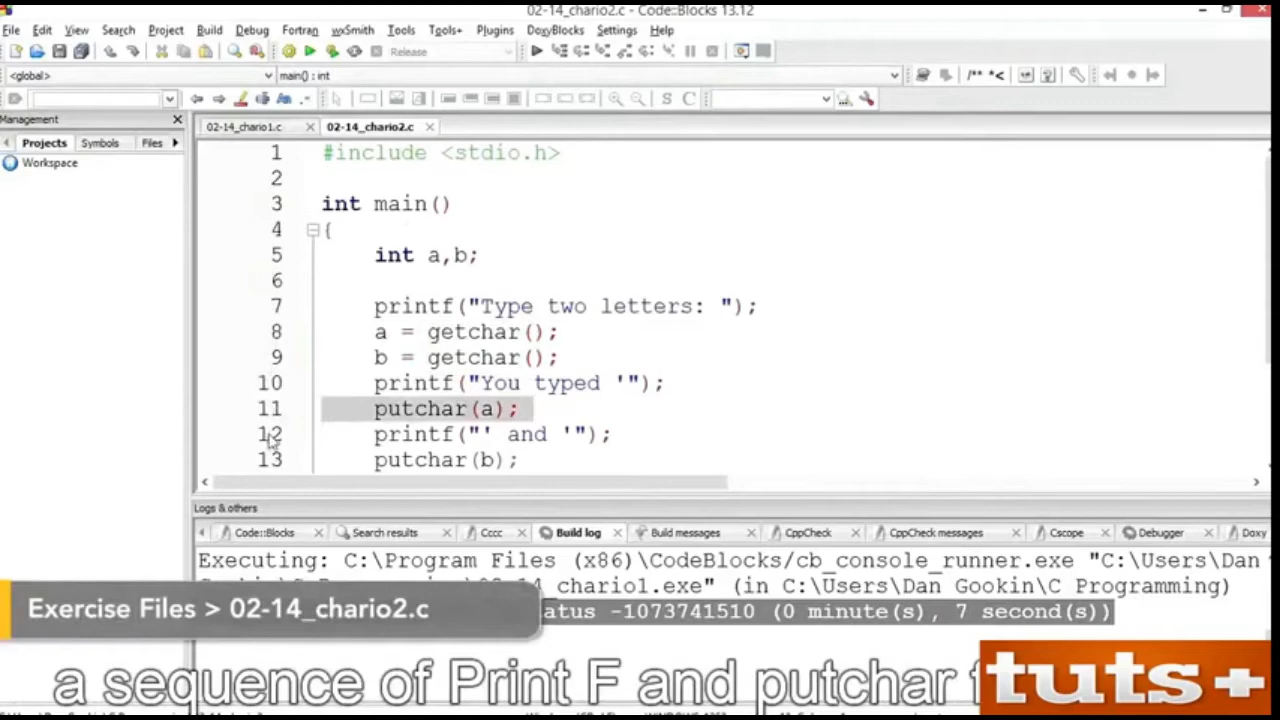 02-14_chario2.c - Code::Blocks 13.12
File Edit View Search Project Build Debug Fortran wxSmith Tools Tools+ Plugins DoxyBlocks Settings Help
Release
<global> main() : int
/** *<
S C
Management
02-14_chario1.c 02-14_chario2.c
Projects Symbols Files
Workspace
1 #include <stdio.h>
2
3 int main()
4 {
5 int a,b;
6
7 printf("Type two letters: ");
8 a = getchar();
9 b = getchar();
10 printf("You typed '");
11 putchar(a);
12 printf("' and '");
13 putchar(b);
Logs & others
Code::Blocks Search results Cccc Build log Build messages CppCheck CppCheck messages Cscope Debugger Doxy
Executing: C:\Program Files (x86)\CodeBlocks/cb_console_runner.exe "C:\Users\Dan
_chario1.exe" (in C:\Users\Dan Gookin\C Programming)
atus -1073741510 (0 minute(s), 7 second(s))
Exercise Files > 02-14_chario2.c
a sequence of Print F and putchar
tuts+